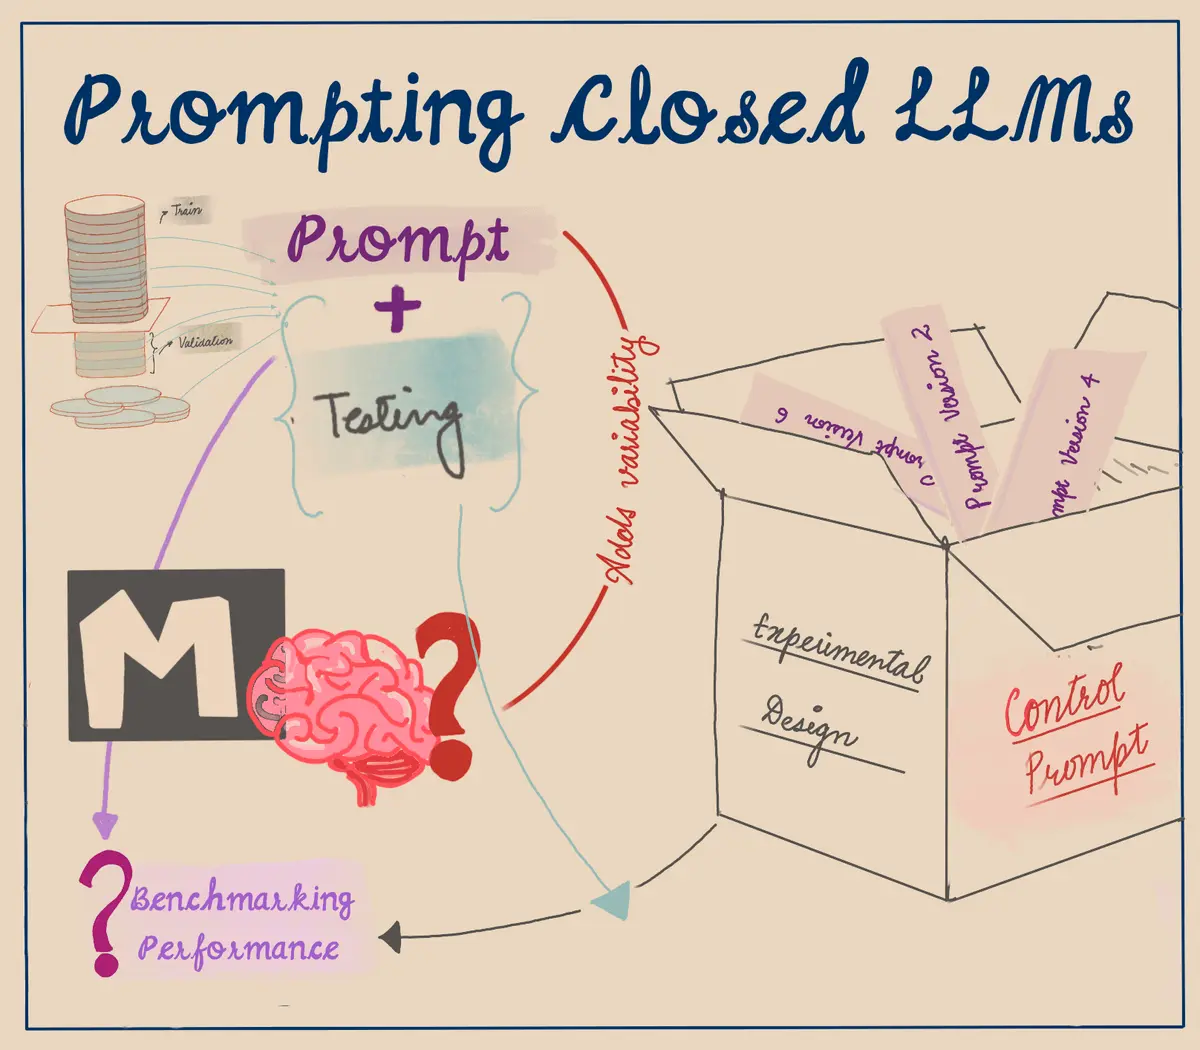 Prompting Closed LLMs
Train
Prompt
+
Validation
Testing
Adds variability
Prompt Version 6
Prompt Version 2
mpt Version 4
M
?
Experimental
Design
Control
Prompt
?
Benchmarking
Performance